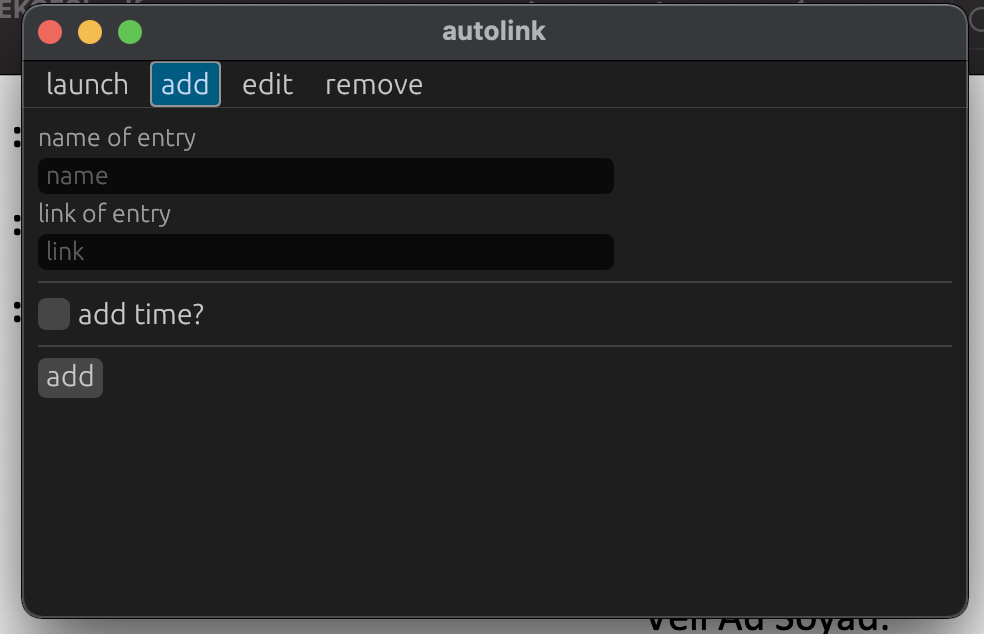 autolink
launch add edit remove
name of entry
name
link of entry
link
add time?
add
Veli Ad Soyad: